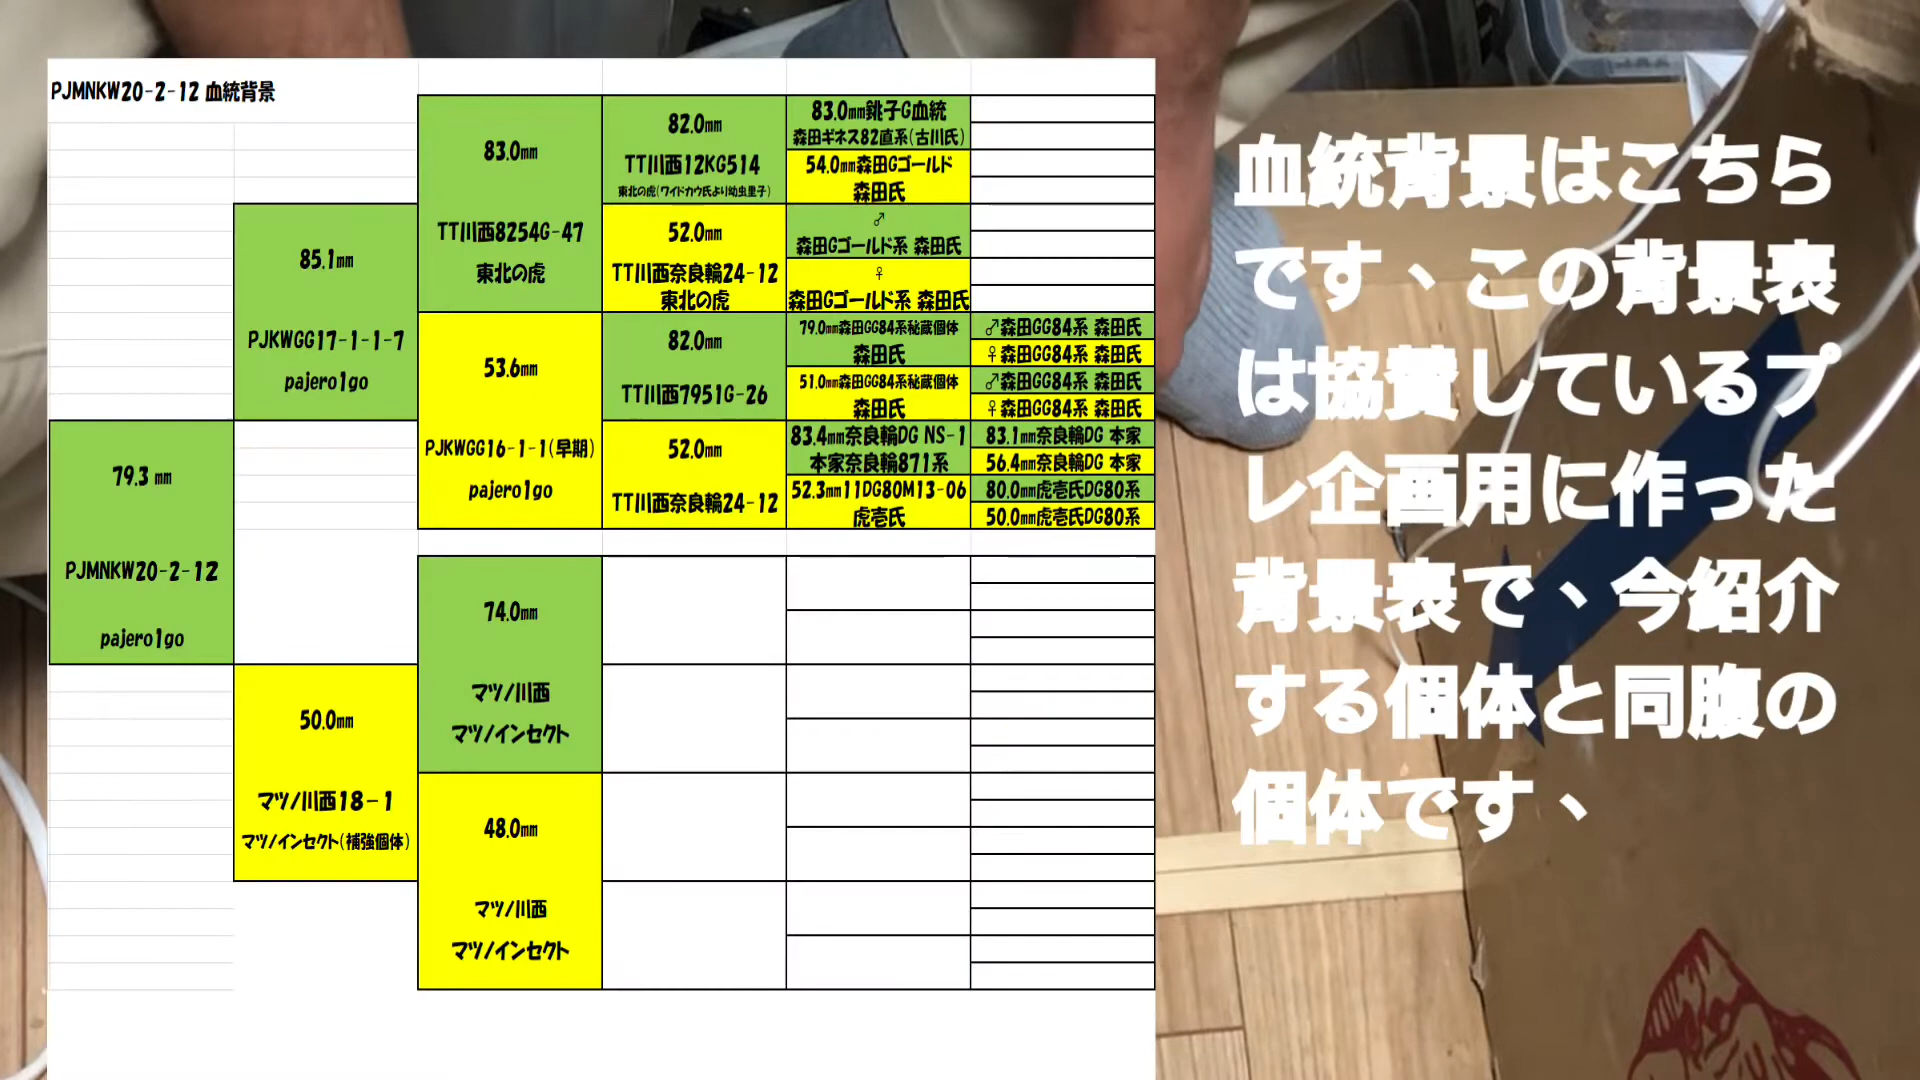 PJMNKW20-2-12 血統背景
79.3 mm
PJMNKW20-2-12
pajero1go
85.1mm
PJKWGG17-1-1-7
pajero1go
50.0mm
マツノ川西18-1
マツノインセクト(補強個体)
83.0mm
TT川西8254G-47
東北の虎
53.6mm
PJKWGG16-1-1(早期)
pajero1go
74.0mm
マツノ川西
マツノインセクト
48.0mm
マツノ川西
マツノインセクト
82.0mm
TT川西12KG514
東北の虎(ワイドカウ氏より幼虫里子)
52.0mm
TT川西奈良輪24-12
東北の虎
82.0mm
TT川西7951G-26
52.0mm
TT川西奈良輪24-12
83.0mm銚子G血統
森田ギネス82直系(古川氏)
54.0mm森田Gゴールド
森田氏
♂
森田Gゴールド系 森田氏
♀
森田Gゴールド系 森田氏
79.0mm森田GG84系秘蔵個体
森田氏
51.0mm森田GG84系秘蔵個体
森田氏
83.4mm奈良輪DG NS-1
本家奈良輪871系
52.3mm11DG80M13-06
虎壱氏
♂森田GG84系 森田氏
♀森田GG84系 森田氏
♂森田GG84系 森田氏
♀森田GG84系 森田氏
83.1mm奈良輪DG 本家
56.4mm奈良輪DG 本家
80.0mm虎壱氏DG80系
50.0mm虎壱氏DG80系
血統背景はこちら
です、この背景表
は協賛しているプ
レ企画用に作った
背景表で、今紹介
する個体と同腹の
個体です、